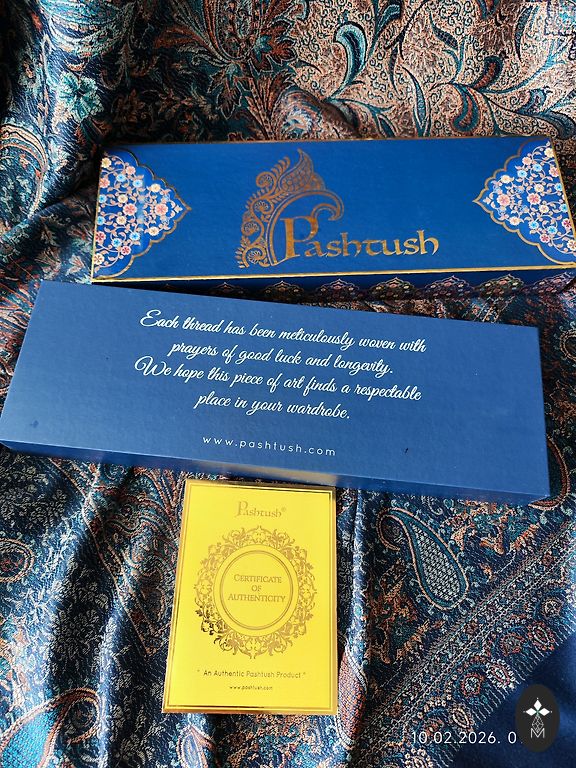 Pashtush
Each thread has been meticulously woven with
prayers of good luck and longevity.
We hope this piece of art finds a respectable
place in your wardrobe.
www.pashtush.com
Pashtush®
CERTIFICATE
OF
AUTHENTICITY
" An Authentic Pashtush Product "
www.pashtush.com
10.02.2026.
M